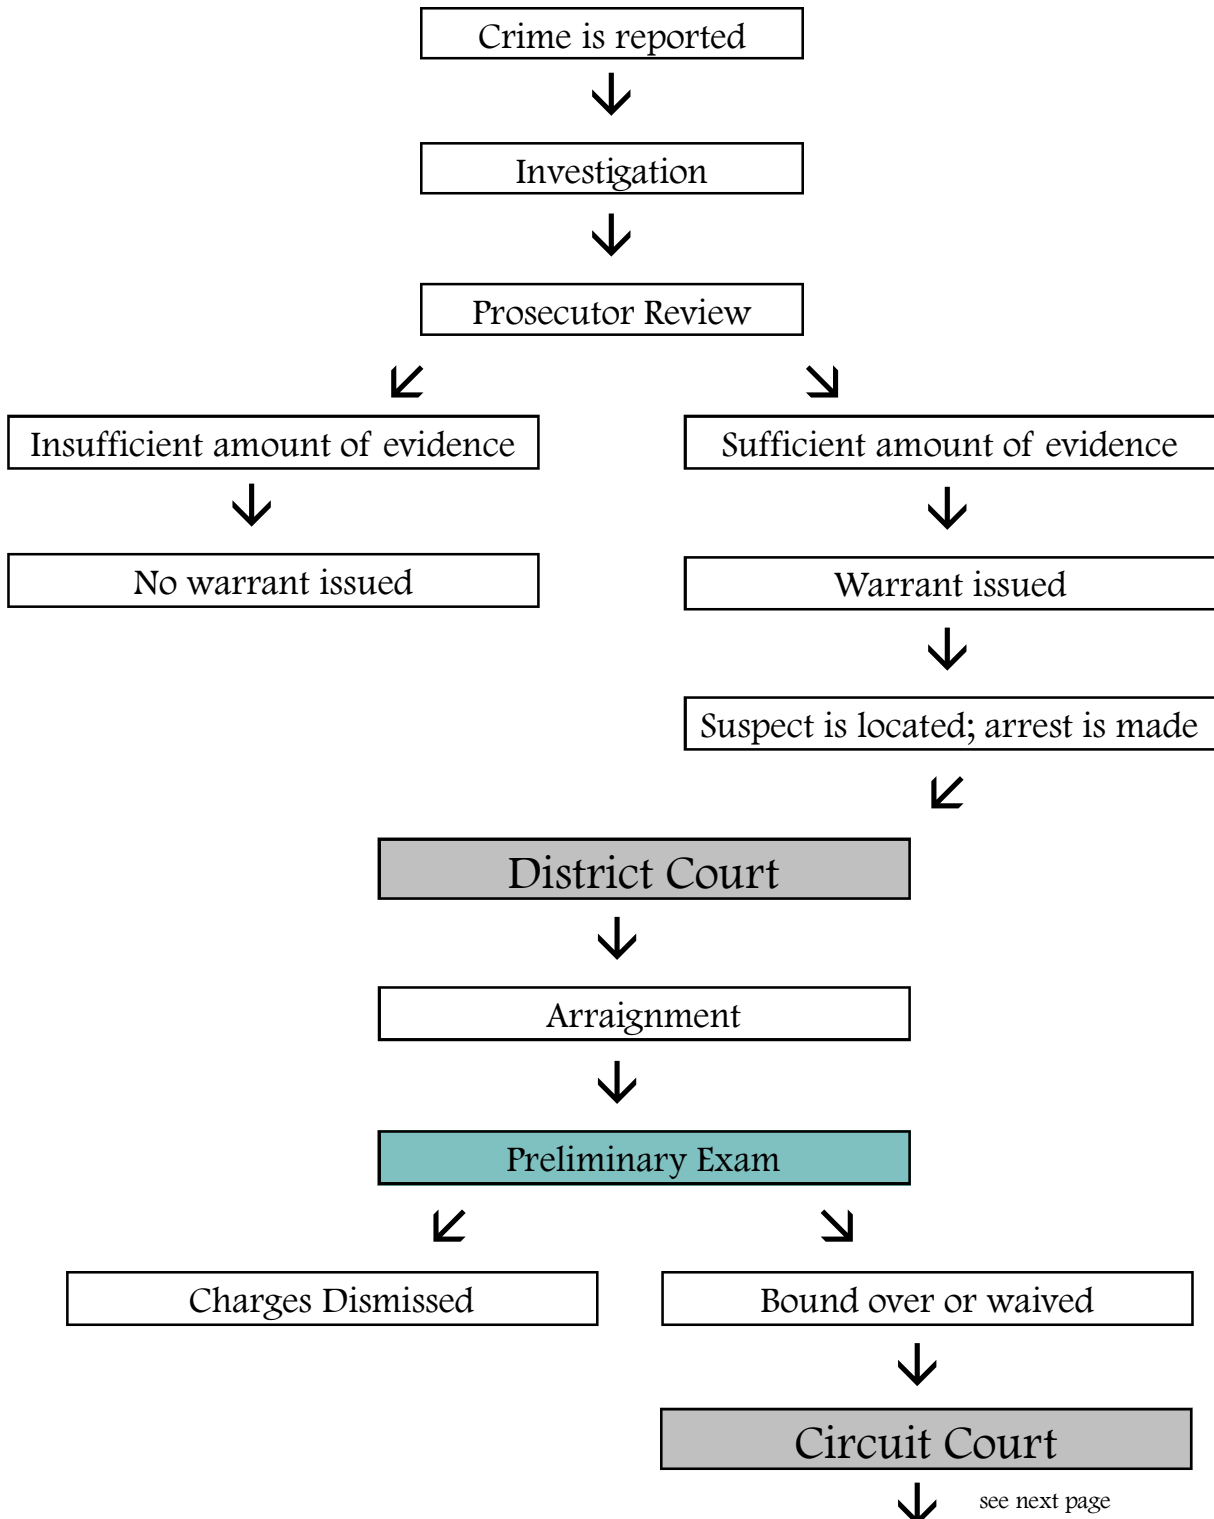 Crime is reported
Investigation
Prosecutor Review
Insufficient amount of evidence
Sufficient amount of evidence
No warrant issued
Warrant issued
Suspect is located; arrest is made
District Court
Arraignment
Preliminary Exam
Charges Dismissed
Bound over or waived
Circuit Court
see next page